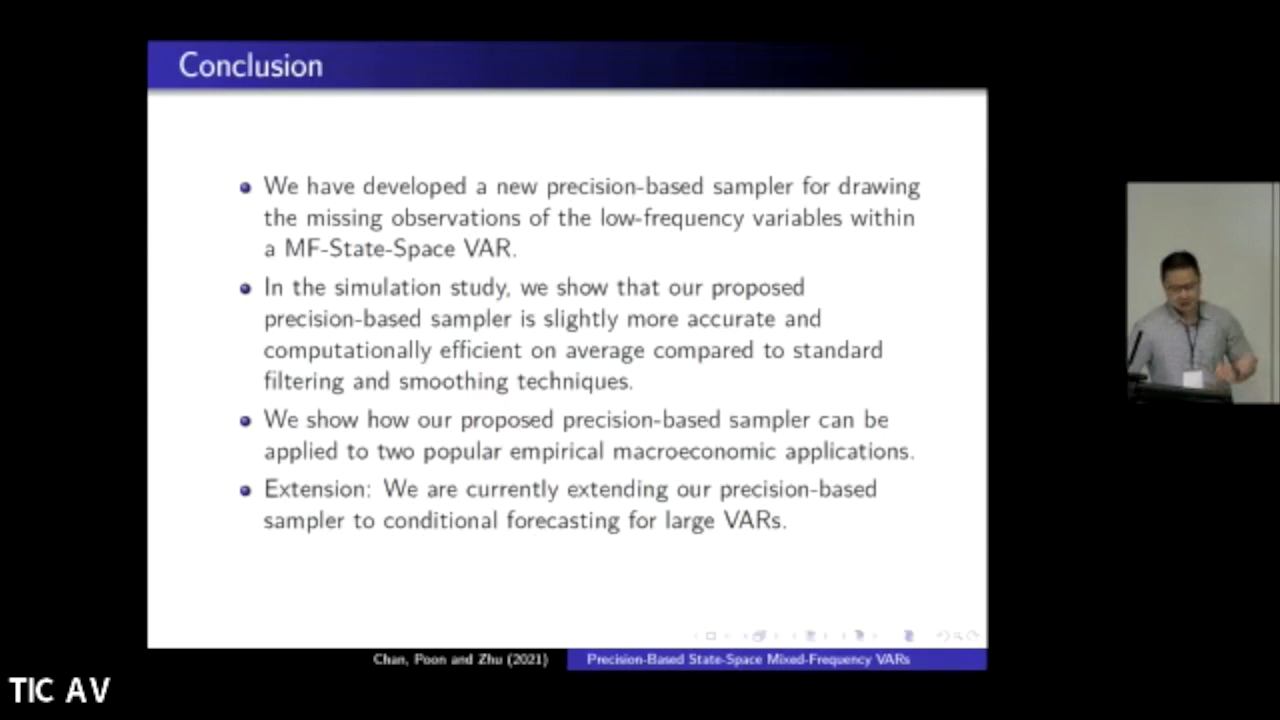 Conclusion
We have developed a new precision-based sampler for drawing
the missing observations of the low-frequency variables within
a MF-State-Space VAR.
In the simulation study, we show that our proposed
precision-based sampler is slightly more accurate and
computationally efficient on average compared to standard
filtering and smoothing techniques.
We show how our proposed precision-based sampler can be
applied to two popular empirical macroeconomic applications.
Extension: We are currently extending our precision-based
sampler to conditional forecasting for large VARs.
Chan, Poon and Zhu (2021)
Precision-Based State-Space Mixed-Frequency VARs
TIC AV